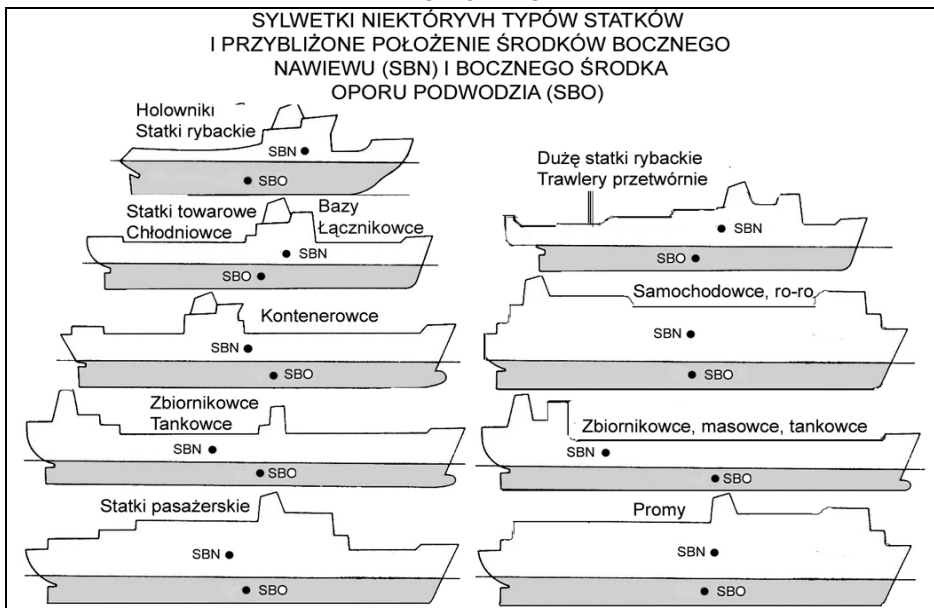 SYLWETKI NIEKTÓRYVH TYPÓW STATKÓW
I PRZYBLIŻONE POŁOŻENIE ŚRODKÓW BOCZNEGO
NAWIEWU (SBN) I BOCZNEGO ŚRODKA
OPORU PODWODZIA (SBO)
Holowniki
Statki rybackie
SBN
SBO
Dużę statki rybackie
Trawlery przetwórnie
SBN
SBO
Statki towarowe
Chłodniowce
Bazy
Łącznikowce
SBN
SBO
Samochodowce, ro-ro
SBN
SBO
Kontenerowce
SBN
SBO
Zbiornikowce
Tankowce
SBN
SBO
Zbiornikowce, masowce, tankowce
SBN
SBO
Statki pasażerskie
SBN
SBO
Promy
SBN
SBO